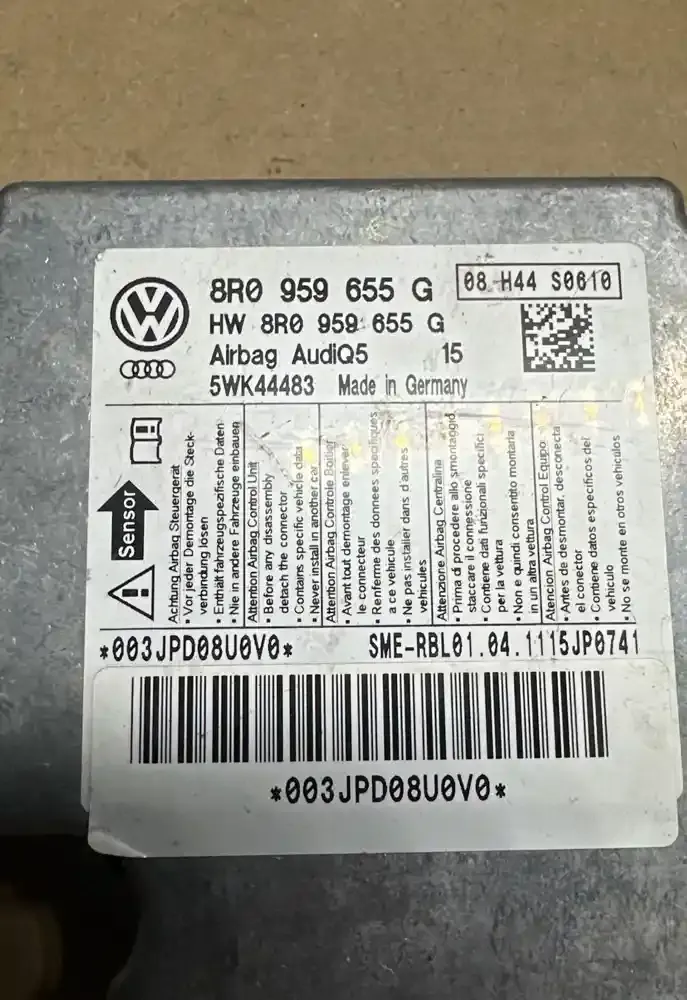 8R0 959 655 G
08 H44 S0610
HW 8R0 959 655 G
Airbag AudiQ5 15
5WK44483 Made in Germany
Sensor
Achtung Airbag Steuergerät
• Vor jeder Demontage die Steck-
verbindung lösen
• Enthält fahrzeugspezifische Daten
• Nie in andere Fahrzeuge einbauen
Attention Airbag Control Unit
• Before any disassembly
detach the connector
• Contains specific vehicle data
• Never install in another car
Attention Airbag Controle Boitier
• Avant tout demontage enlever
le connecteur
• Renferme des donnees specifiques
a ce vehicule
• Ne pas installer dans d'autres
vehicules
Attenzione Airbag Centralina
• Prima di procedere allo smontaggio
staccare il connessione
• Contiene dati funzionali specifici
per la vettura
• Non e quindi consentito montaria
in un altra vettura
Atencion Airbag Control Equipo
• Antes de desmontar, desconecta
el conector
• Contiene datos especificos del
vehiculo
• No se monte en otros vehiculos
*003JPD08U0V0*
SME-RBL01.04.1115JP0741
*003JPD08U0V0*